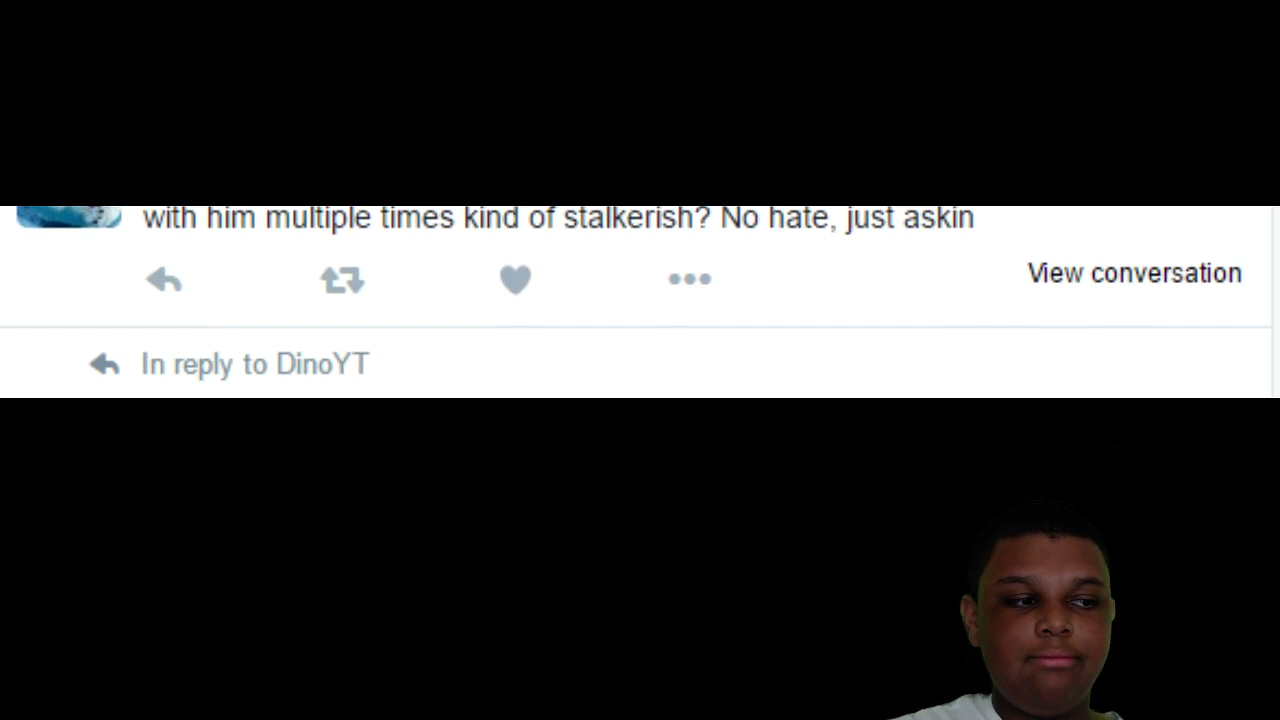 with him multiple times kind of stalkerish? No hate, just askin
View conversation
In reply to DinoYT